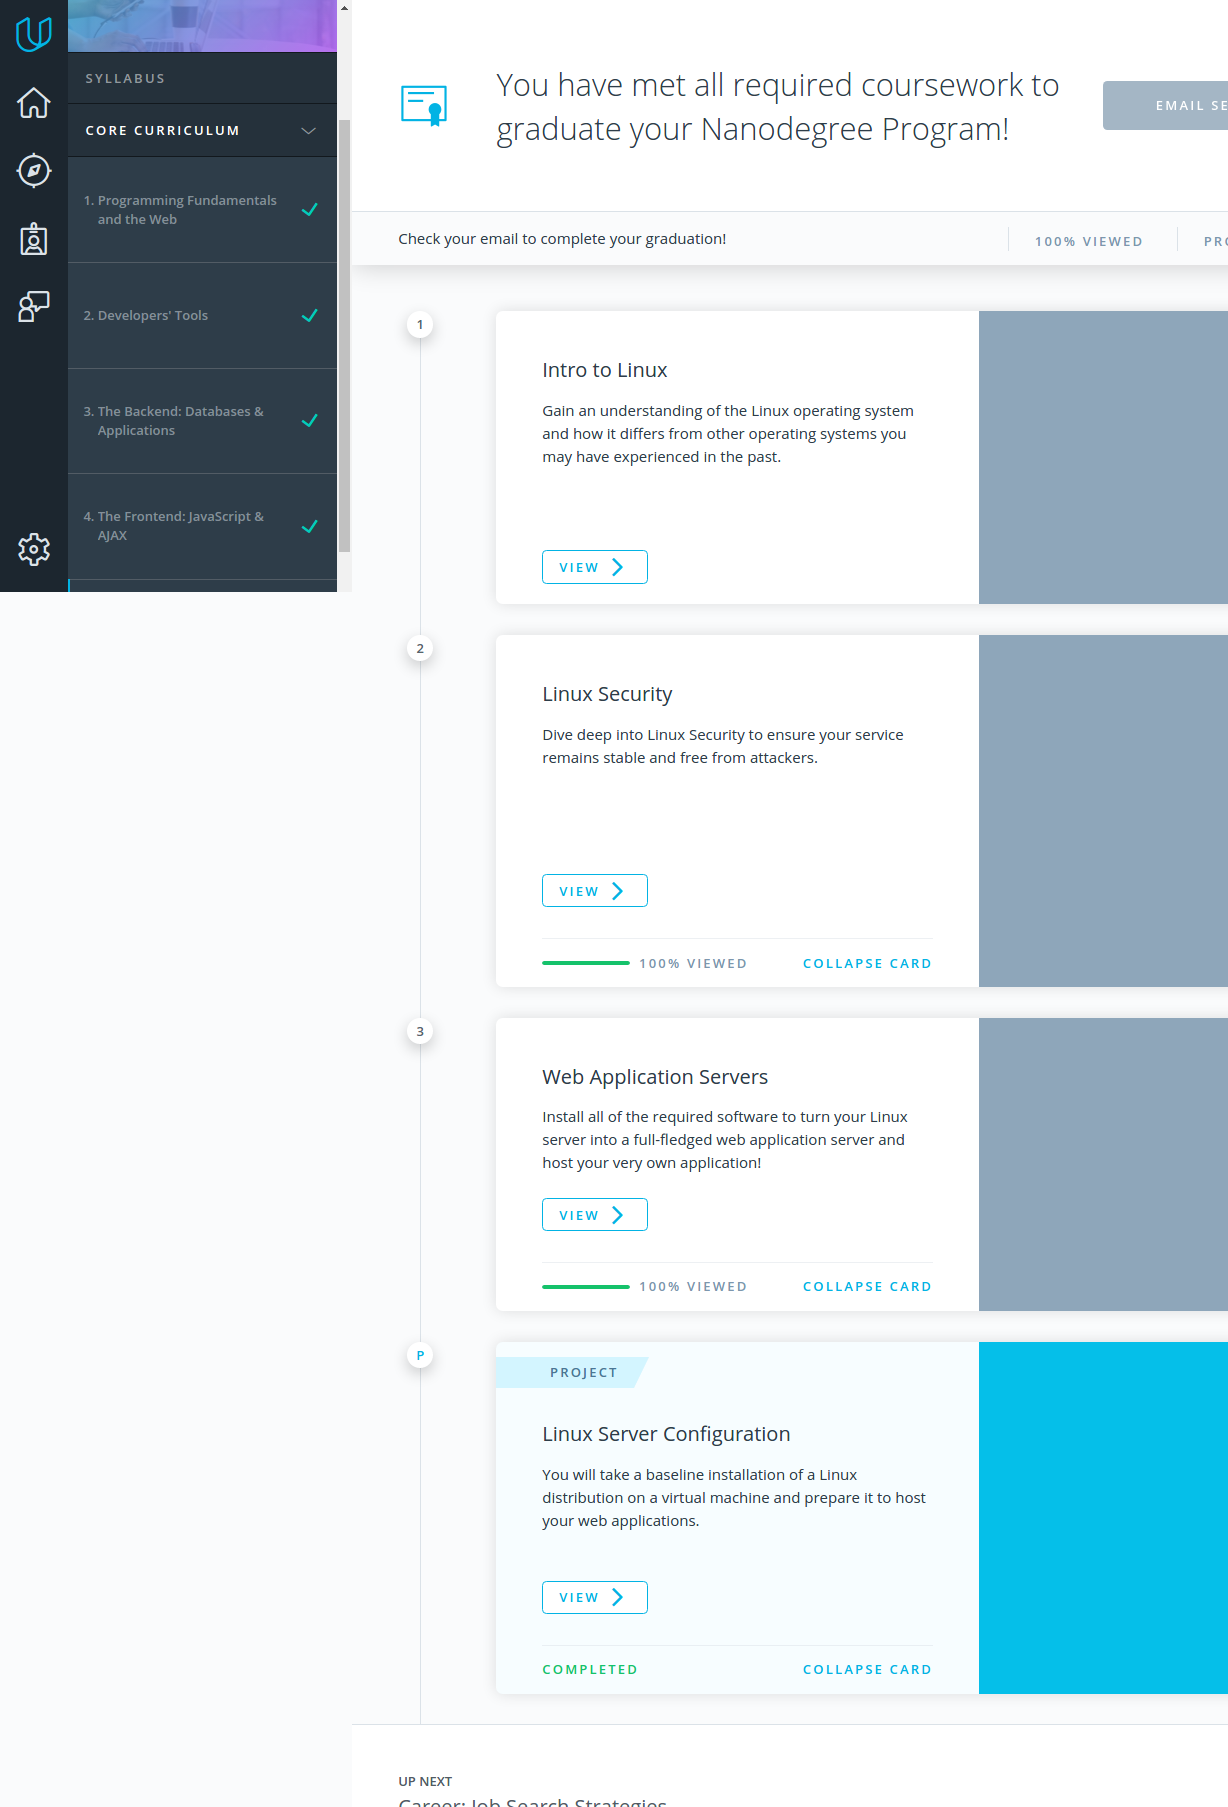 SYLLABUS
CORE CURRICULUM
1. Programming Fundamentals
and the Web
2. Developers' Tools
3. The Backend: Databases &
Applications
4. The Frontend: JavaScript &
AJAX
You have met all required coursework to
graduate your Nanodegree Program!
EMAIL SE
Check your email to complete your graduation!
100% VIEWED
PRO
1
Intro to Linux
Gain an understanding of the Linux operating system
and how it differs from other operating systems you
may have experienced in the past.
VIEW
2
Linux Security
Dive deep into Linux Security to ensure your service
remains stable and free from attackers.
VIEW
100% VIEWED
COLLAPSE CARD
3
Web Application Servers
Install all of the required software to turn your Linux
server into a full-fledged web application server and
host your very own application!
VIEW
100% VIEWED
COLLAPSE CARD
P
PROJECT
Linux Server Configuration
You will take a baseline installation of a Linux
distribution on a virtual machine and prepare it to host
your web applications.
VIEW
COMPLETED
COLLAPSE CARD
UP NEXT
Career: Job Search Strategies